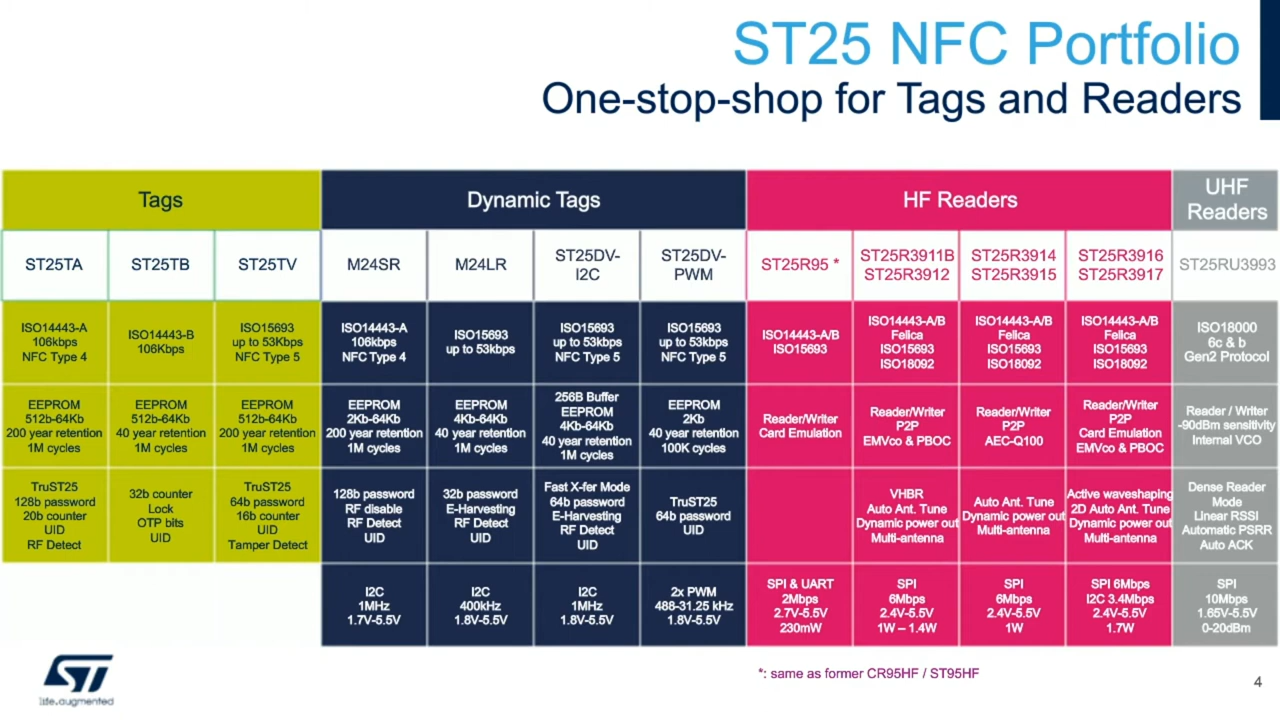 ST25 NFC Portfolio
One-stop-shop for Tags and Readers
Tags
Dynamic Tags
HF Readers
UHF
Readers
ST25TA
ST25TB
ST25TV
M24SR
M24LR
ST25DV-
I2C
ST25DV-
PWM
ST25R95 *
ST25R3911B
ST25R3912
ST25R3914
ST25R3915
ST25R3916
ST25R3917
ST25RU3993
ISO14443-A
106kbps
NFC Type 4
ISO14443-B
106Kbps
ISO15693
up to 53Kbps
NFC Type 5
ISO14443-A
106kbps
NFC Type 4
ISO15693
up to 53kbps
ISO15693
up to 53kbps
NFC Type 5
ISO15693
up to 53kbps
NFC Type 5
ISO14443-A/B
ISO15693
ISO14443-A/B
Felica
ISO15693
ISO18092
ISO14443-A/B
Felica
ISO15693
ISO18092
ISO14443-A/B
Felica
ISO15693
ISO18092
ISO18000
6c & b
Gen2 Protocol
EEPROM
512b-64Kb
200 year retention
1M cycles
EEPROM
512b-64Kb
40 year retention
1M cycles
EEPROM
512b-64Kb
200 year retention
1M cycles
EEPROM
2Kb-64Kb
200 year retention
1M cycles
EEPROM
4Kb-64Kb
40 year retention
1M cycles
256B Buffer
EEPROM
4Kb-64Kb
40 year retention
1M cycles
EEPROM
2Kb
40 year retention
100K cycles
Reader/Writer
Card Emulation
Reader/Writer
P2P
EMVco & PBOC
Reader/Writer
P2P
AEC-Q100
Reader/Writer
P2P
Card Emulation
EMVco & PBOC
Reader / Writer
-90dBm sensitivity
Internal VCO
TruST25
128b password
20b counter
UID
RF Detect
32b counter
Lock
OTP bits
UID
TruST25
64b password
16b counter
UID
Tamper Detect
128b password
RF disable
RF Detect
UID
32b password
E-Harvesting
RF Detect
UID
Fast X-fer Mode
64b password
E-Harvesting
RF Detect
UID
TruST25
64b password
UID
VHBR
Auto Ant. Tune
Dynamic power out
Multi-antenna
Auto Ant. Tune
Dynamic power out
Multi-antenna
Active waveshaping
2D Auto Ant. Tune
Dynamic power out
Multi-antenna
Dense Reader
Mode
Linear RSSI
Automatic PSRR
Auto ACK
I2C
1MHz
1.7V-5.5V
I2C
400kHz
1.8V-5.5V
I2C
1MHz
1.8V-5.5V
2x PWM
488-31.25 kHz
1.8V-5.5V
SPI & UART
2Mbps
2.7V-5.5V
230mW
SPI
6Mbps
2.4V-5.5V
1W – 1.4W
SPI
6Mbps
2.4V-5.5V
1W
SPI 6Mbps
I2C 3.4Mbps
2.4V-5.5V
1.7W
SPI
10Mbps
1.65V-5.5V
0-20dBm
*: same as former CR95HF / ST95HF
ST
life.augmented
4